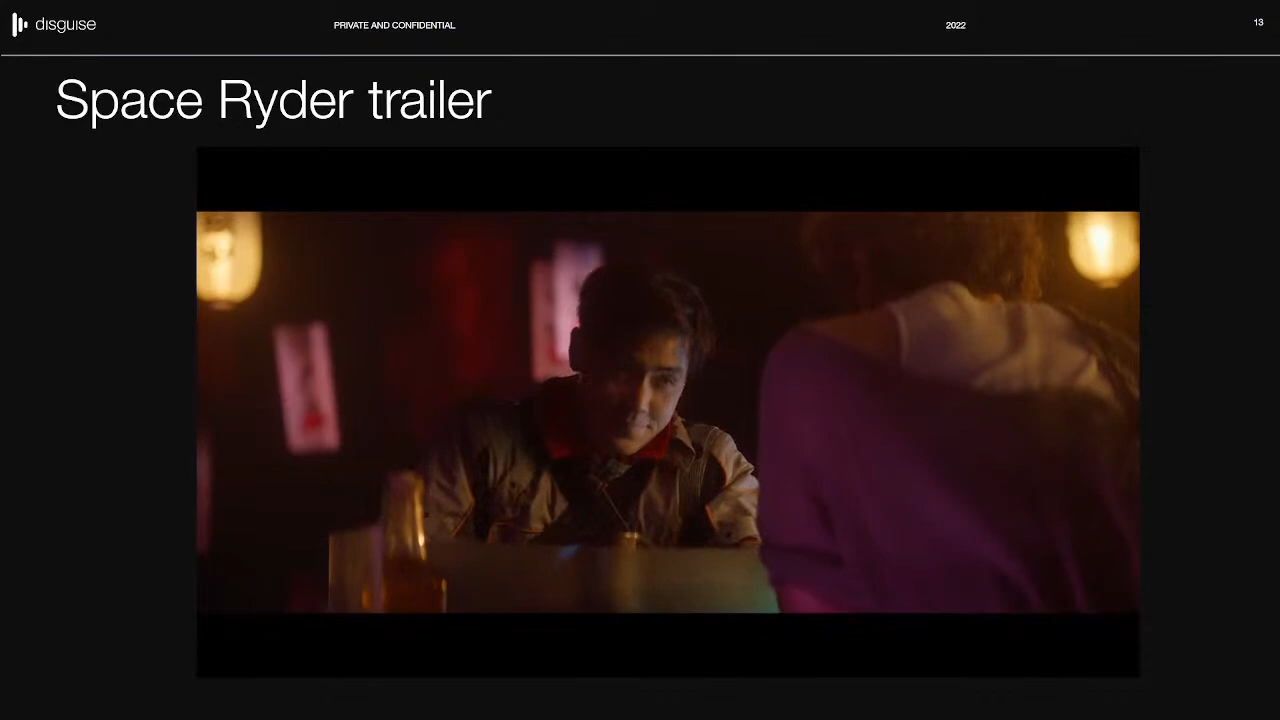 disguise
PRIVATE AND CONFIDENTIAL
2022
13
Space Ryder trailer